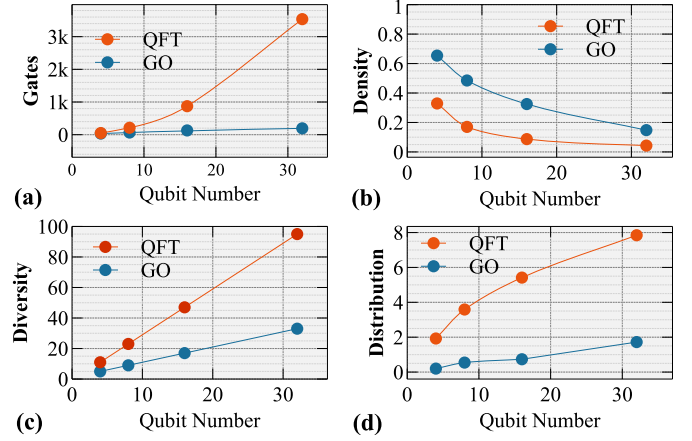 3k
2k
1k
0
Gates
QFT
GO
0 10 20 30
Qubit Number
(a)
1
0.8
0.6
0.4
0.2
0
Density
QFT
GO
0 10 20 30
Qubit Number
(b)
100
80
60
40
20
0
Diversity
QFT
GO
0 10 20 30
Qubit Number
(c)
8
6
4
2
0
Distribution
QFT
GO
0 10 20 30
Qubit Number
(d)